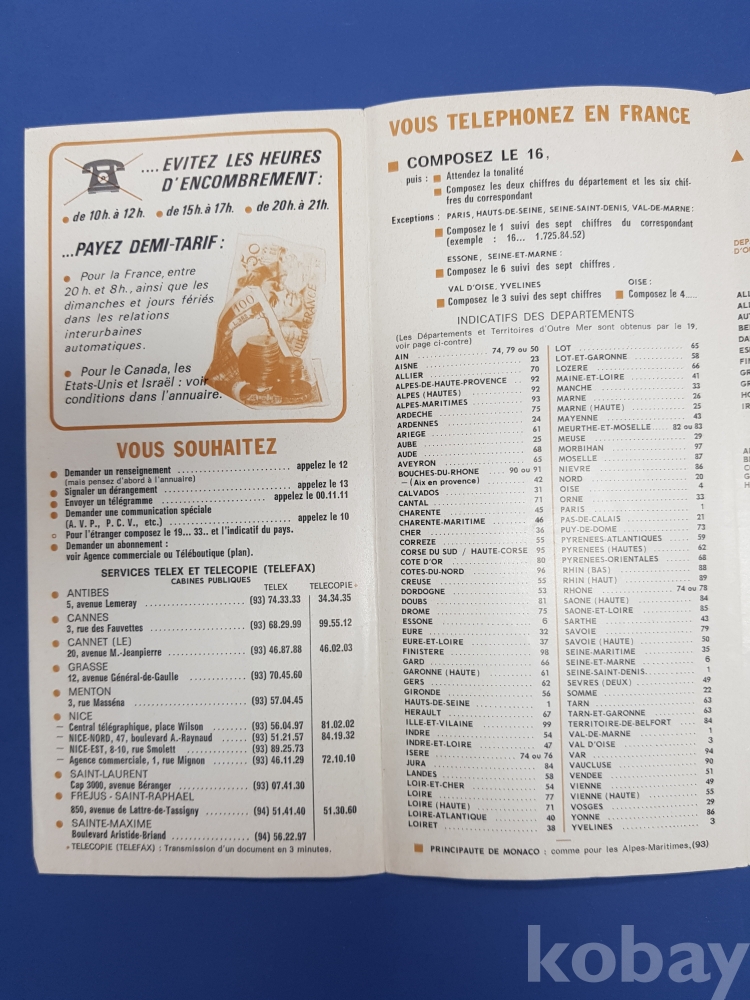 .... EVITEZ LES HEURES
D'ENCOMBREMENT :
● de 10h. à 12h. ● de 15h. à 17h. ● de 20h. à 21h.
...PAYEZ DEMI-TARIF :
● Pour la France, entre
20 h. et 8 h., ainsi que les
dimanches et jours fériés
dans les relations
interurbaines
automatiques.
● Pour le Canada, les
Etats-Unis et Israël : voir
conditions dans l'annuaire.
100
VOUS SOUHAITEZ
● Demander un renseignement ........ appelez le 12
(mais pensez d'abord à l'annuaire)
● Signaler un dérangement ........ appelez le 13
● Envoyer un télégramme ........ appelez le 00.11.11
● Demander une communication spéciale
(A. V. P., P. C. V., etc.) ........ appelez le 10
○ Pour l'étranger composez le 19... 33.. et l'indicatif du pays.
● Demander un abonnement :
voir Agence commerciale ou Téléboutique (plan).
SERVICES TELEX ET TELECOPIE (TELEFAX)
CABINES PUBLIQUES
TELEX TELECOPIE*
● ANTIBES
5, avenue Lemeray ........ (93) 74.33.33 34.34.35
● CANNES
3, rue des Fauvettes ........ (93) 68.29.99 99.55.12
● CANNET (LE)
20, avenue M.-Jeanpierre ........ (93) 46.87.88 46.02.03
● GRASSE
12, avenue Général-de-Gaulle ........ (93) 70.45.60
● MENTON
3, rue Masséna ........ (93) 57.04.45
● NICE
— Central télégraphique, place Wilson ........ (93) 56.04.97 81.02.02
— NICE-NORD, 47, boulevard A.-Raynaud ... (93) 51.21.57 84.19.32
— NICE-EST, 8-10, rue Smolett ........ (93) 89.25.73
— Agence commerciale, 1, rue Mignon ........ (93) 46.11.29 72.10.10
● SAINT-LAURENT
Cap 3000, avenue Béranger ........ (93) 07.41.30
● FREJUS - SAINT-RAPHAEL
850, avenue de Lattre-de-Tassigny ........ (94) 51.41.40 51.30.60
● SAINTE-MAXIME
Boulevard Aristide-Briand ........ (94) 56.22.97
* TELECOPIE (TELEFAX) : Transmission d'un document en 3 minutes.
VOUS TELEPHONEZ EN FRANCE
■ COMPOSEZ LE 16,
puis : ■ Attendez la tonalité
■ Composez les deux chiffres du département et les six chif-
fres du correspondant
Exceptions : PARIS, HAUTS-DE-SEINE, SEINE-SAINT-DENIS, VAL-DE-MARNE :
■ Composez le 1 suivi des sept chiffres du correspondant
(exemple : 16... 1.725.84.52)
ESSONE, SEINE-ET-MARNE :
■ Composez le 6 suivi des sept chiffres.
VAL D'OISE, YVELINES OISE :
■ Composez le 3 suivi des sept chiffres ■ Composez le 4.....
INDICATIFS DES DEPARTEMENTS
(Les Départements et Territoires d'Outre Mer sont obtenus par le 19,
voir page ci-contre)
AIN ........ 74, 79 ou 50
AISNE ........ 23
ALLIER ........ 70
ALPES-DE-HAUTE-PROVENCE ........ 92
ALPES (HAUTES) ........ 92
ALPES-MARITIMES ........ 93
ARDECHE ........ 75
ARDENNES ........ 24
ARIEGE ........ 61
AUBE ........ 25
AUDE ........ 68
AVEYRON ........ 65
BOUCHES-DU-RHONE ........ 90 ou 91
— (Aix en provence) ........ 42
CALVADOS ........ 31
CANTAL ........ 71
CHARENTE ........ 45
CHARENTE-MARITIME ........ 46
CHER ........ 36
CORREZE ........ 55
CORSE DU SUD / HAUTE-CORSE 95
COTE D'OR ........ 80
COTES-DU-NORD ........ 96
CREUSE ........ 55
DORDOGNE ........ 53
DOUBS ........ 81
DROME ........ 75
ESSONE ........ 6
EURE ........ 32
EURE-ET-LOIRE ........ 37
FINISTERE ........ 98
GARD ........ 66
GARONNE (HAUTE) ........ 61
GERS ........ 62
GIRONDE ........ 56
HAUTS-DE-SEINE ........ 1
HERAULT ........ 67
ILLE-ET-VILAINE ........ 99
INDRE ........ 54
INDRE-ET-LOIRE ........ 47
ISERE ........ 74 ou 76
JURA ........ 84
LANDES ........ 58
LOIR-ET-CHER ........ 54
LOIRE ........ 77
LOIRE (HAUTE) ........ 71
LOIRE-ATLANTIQUE ........ 40
LOIRET ........ 38
LOT ........ 65
LOT-ET-GARONNE ........ 58
LOZERE ........ 66
MAINE-ET-LOIRE ........ 41
MANCHE ........ 33
MARNE ........ 26
MARNE (HAUTE) ........ 25
MAYENNE ........ 43
MEURTHE-ET-MOSELLE ........ 82 ou 83
MEUSE ........ 29
MORBIHAN ........ 97
MOSELLE ........ 87
NIEVRE ........ 86
NORD ........ 20
OISE ........ 4
ORNE ........ 33
PARIS ........ 1
PAS-DE-CALAIS ........ 21
PUY-DE-DOME ........ 73
PYRENEES-ATLANTIQUES ........ 59
PYRENEES (HAUTES) ........ 62
PYRENEES-ORIENTALES ........ 68
RHIN (BAS) ........ 88
RHIN (HAUT) ........ 89
RHONE ........ 74 ou 78
SAONE (HAUTE) ........ 84
SAONE-ET-LOIRE ........ 85
SARTHE ........ 43
SAVOIE ........ 79
SAVOIE (HAUTE) ........ 50
SEINE-MARITIME ........ 35
SEINE-ET-MARNE ........ 6
SEINE-SAINT-DENIS ........ 1
SEVRES (DEUX) ........ 49
SOMME ........ 22
TARN ........ 63
TARN-ET-GARONNE ........ 63
TERRITOIRE-DE-BELFORT ........ 84
VAL-DE-MARNE ........ 1
VAL D'OISE ........ 3
VAR ........ 94
VAUCLUSE ........ 90
VENDEE ........ 51
VIENNE ........ 49
VIENNE (HAUTE) ........ 55
VOSGES ........ 29
YONNE ........ 86
YVELINES ........ 3
■ PRINCIPAUTE DE MONACO : comme pour les Alpes-Maritimes, (93)
kobay